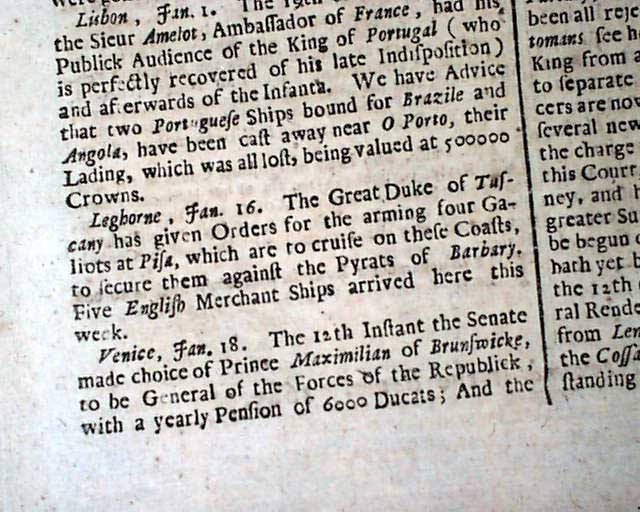 Lisbon, Jan. 1. The 19th had his
the Sieur Amelot, Ambaſſador of France, had his
Publick Audience of the King of Portugal (who
is perfectly recovered of his late Indiſpoſition)
and afterwards of the Infanta. We have Advice
that two Portugueſe Ships bound for Brazile and
Angola, have been caſt away near O Porto, their
Lading, which was all loſt, being valued at 500000
Crowns.
Leghorne, Jan. 16. The Great Duke of Tuſ-
cany has given Orders for the arming four Ga-
liots at Piſa, which are to cruiſe on theſe Coaſts,
to ſecure them againſt the Pyrats of Barbary.
Five Engliſh Merchant Ships arrived here this
week.
Venice, Jan. 18. The 12th Inſtant the Senate
made choice of Prince Maximilian of Brunſwicke,
to be General of the Forces of the Republick,
with a yearly Penſion of 6000 Ducats; And the
been all reje
tomans ſee h
King from a
to ſeparate
cers are nov
ſeveral new
the charge
this Court
ney, and
greater Su
be begun
hath yet b
the 12th
ral Rende
from Len
the Coſſa
ſtanding